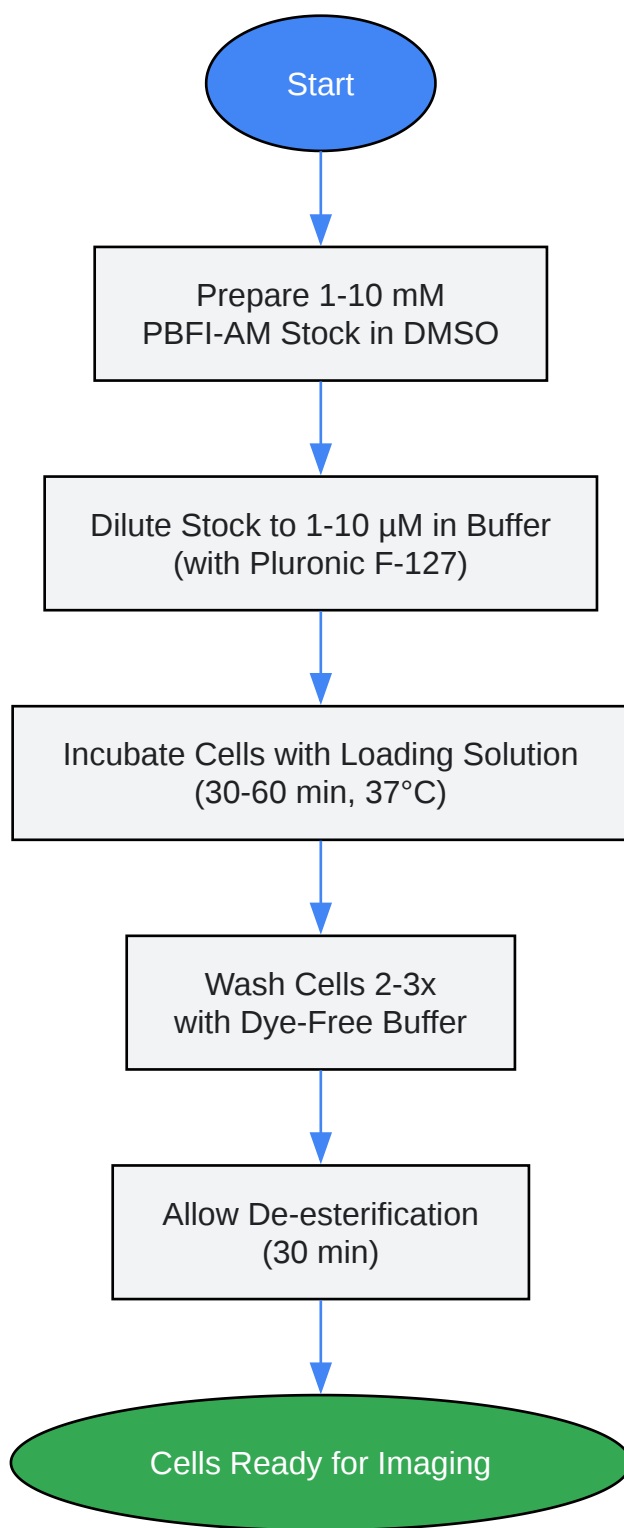 Start
Prepare 1-10 mM
PBFI-AM Stock in DMSO
Dilute Stock to 1-10 µM in Buffer
(with Pluronic F-127)
Incubate Cells with Loading Solution
(30-60 min, 37°C)
Wash Cells 2-3x
with Dye-Free Buffer
Allow De-esterification
(30 min)
Cells Ready for Imaging